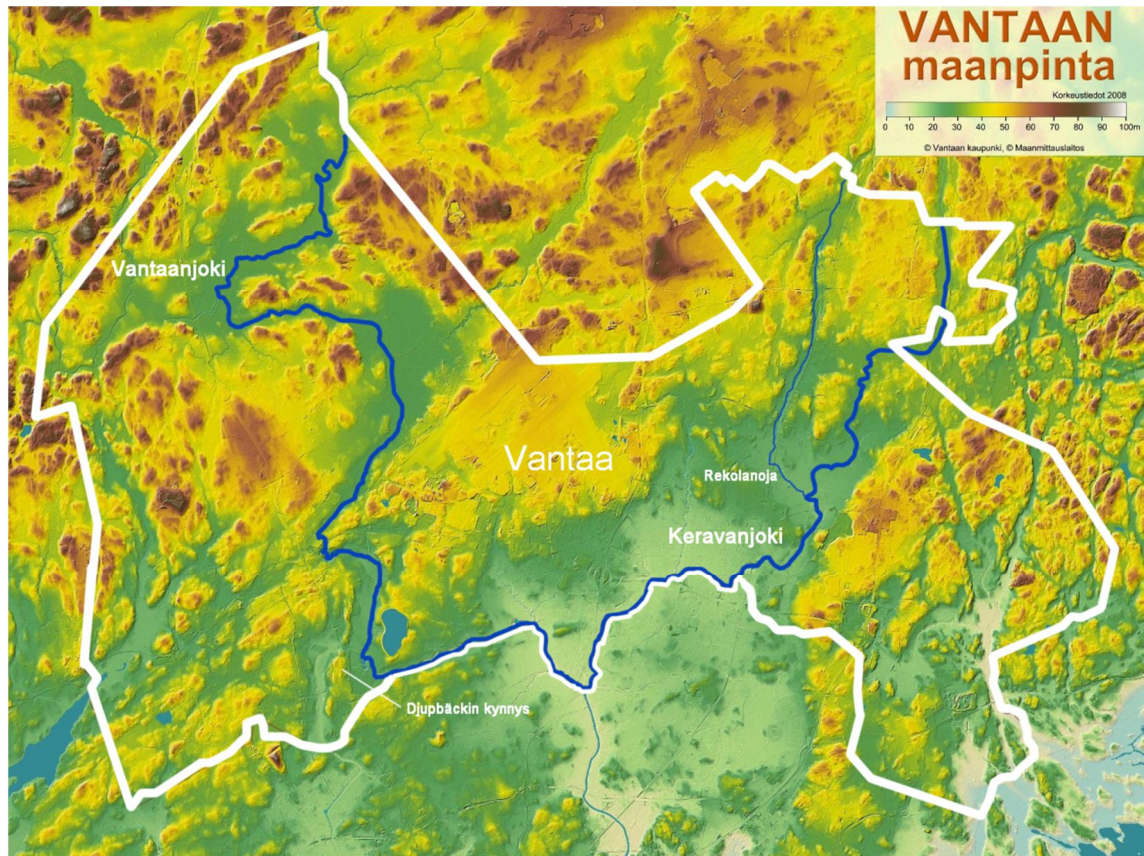 VANTAAN
maanpinta
Korkeustiedot 2008
0 10 20 30 40 50 60 70 80 90 100m
© Vantaan kaupunki, © Maanmittauslaitos
Vantaanjoki
Vantaa
Rekolanoja
Keravanjoki
Djupbäckin kynnys